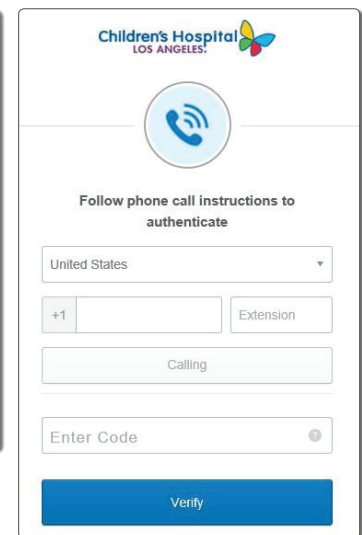 Children's Hospital
LOS ANGELES.
Follow phone call instructions to
authenticate
United States
+1
Extension
Calling
Enter Code
?
Verify